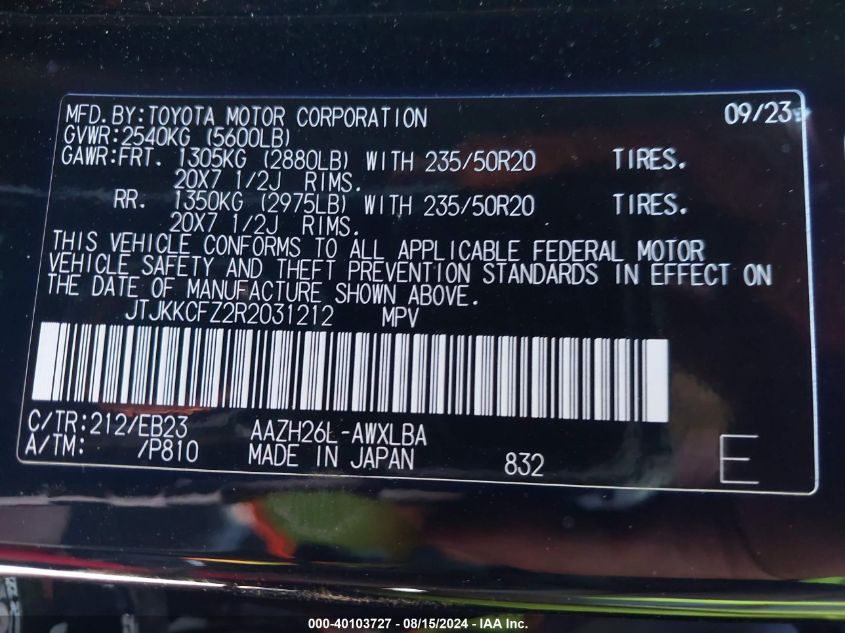 MFD.BY:TOYOTA MOTOR CORPORATION 09/23
GVWR:2540KG (5600LB)
GAWR:FRT. 1305KG (2880LB) WITH 235/50R20 TIRES.
20X7 1/2J RIMS.
RR. 1350KG (2975LB) WITH 235/50R20 TIRES.
20X7 1/2J RIMS.
THIS VEHICLE CONFORMS TO ALL APPLICABLE FEDERAL MOTOR
VEHICLE SAFETY AND THEFT PREVENTION STANDARDS IN EFFECT ON
THE DATE OF MANUFACTURE SHOWN ABOVE.
JTJKKCFZ2R2031212 MPV
C/TR:212/EB23 AAZH26L-AWXLBA
A/TM: /P810 MADE IN JAPAN 832 E
000-40103727 - 08/15/2024 - IAA Inc.